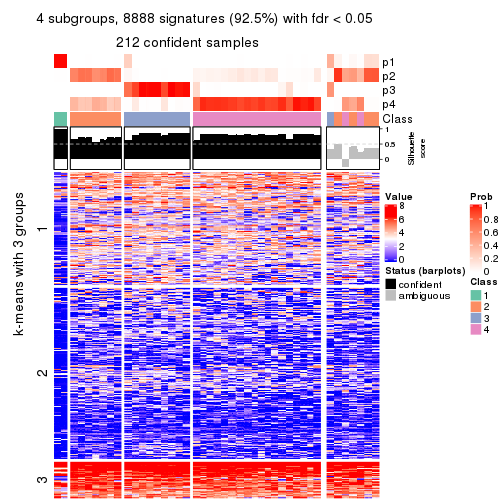 4 subgroups, 8888 signatures (92.5%) with fdr < 0.05
212 confident samples
p1
p2
p3
p4
Class
1
0.5
0
Silhouette
score
k-means with 3 groups
1
2
3
Value
8
6
4
2
0
Status (barplots)
confident
ambiguous
Prob
1
0.8
0.6
0.4
0.2
0
Class
1
2
3
4